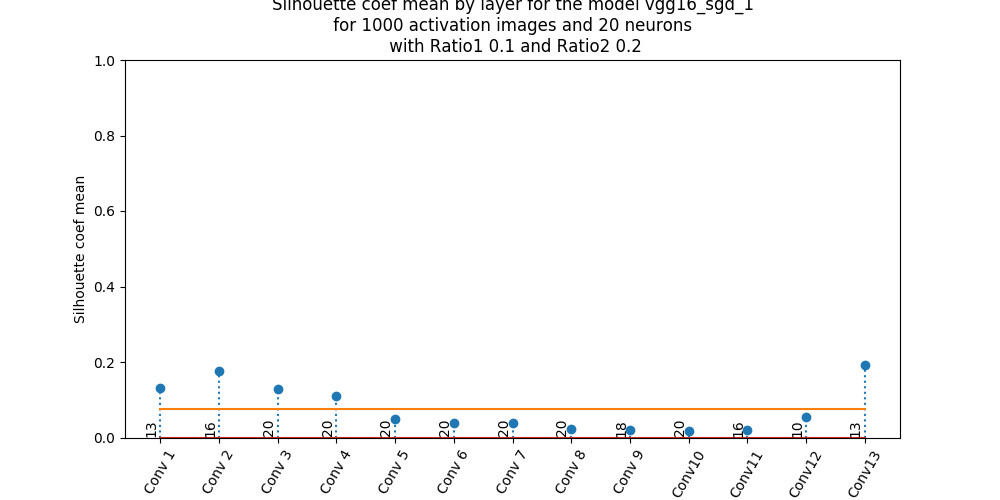 Silhouette coef mean by layer for the model vgg16_sgd_1
for 1000 activation images and 20 neurons
with Ratio1 0.1 and Ratio2 0.2
1.0
0.8
0.6
0.4
0.2
0.0
Silhouette coef mean
13
16
20
20
20
20
20
20
18
20
16
10
13
Conv 1
Conv 2
Conv 3
Conv 4
Conv 5
Conv 6
Conv 7
Conv 8
Conv 9
Conv10
Conv11
Conv12
Conv13